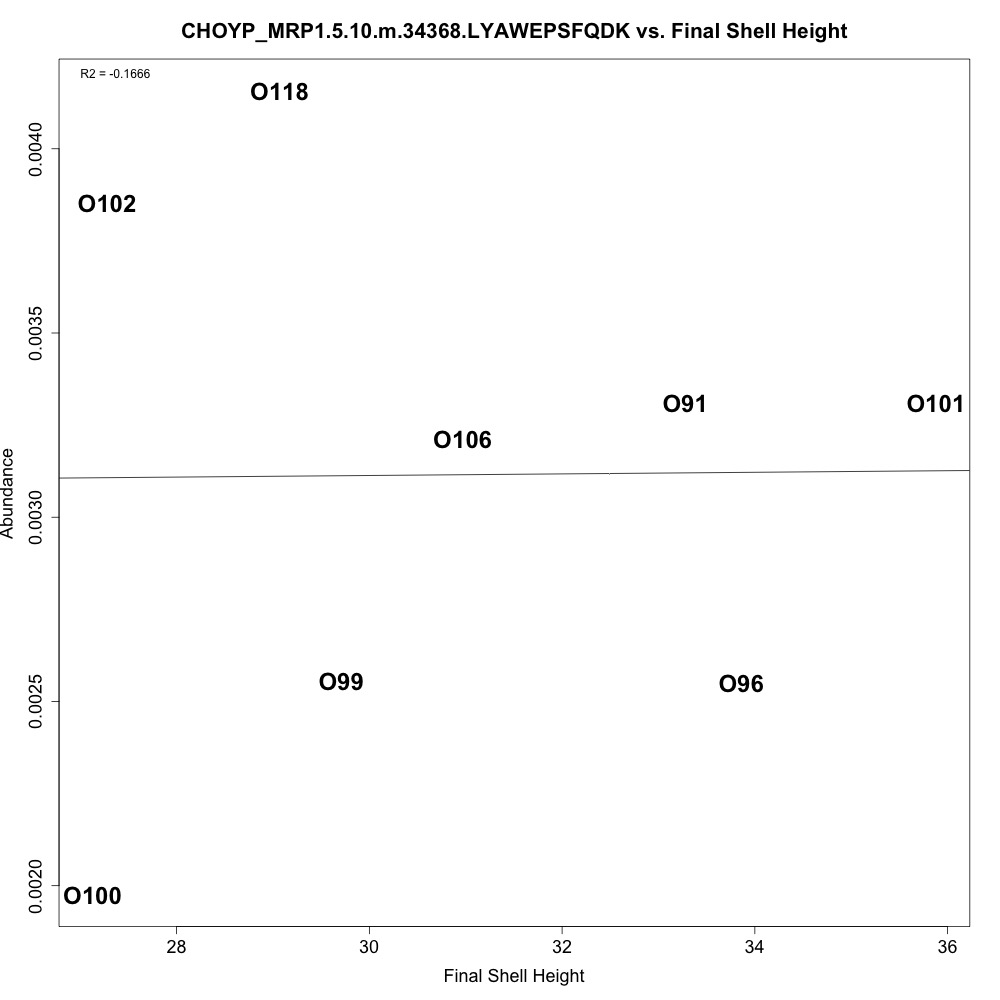 CHOYP_MRP1.5.10.m.34368.LYAWEPSFQDK vs. Final Shell Height
R2 = -0.1666
O118
O102
O91
O101
O106
O99
O96
O100
Abundance
0.0040
0.0035
0.0030
0.0025
0.0020
28 30 32 34 36
Final Shell Height